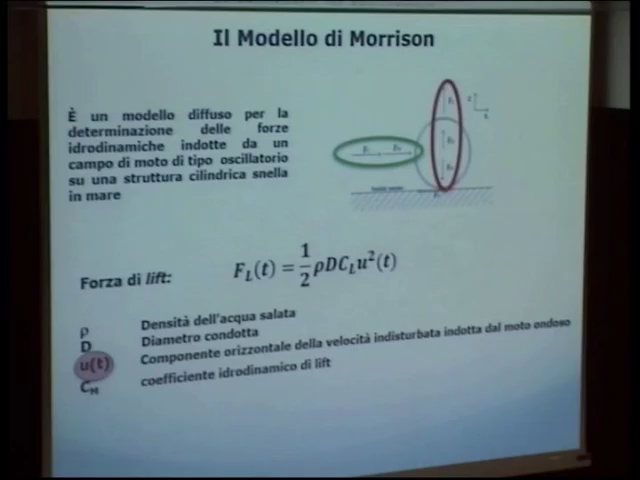 Il Modello di Morrison
È un modello diffuso per la
determinazione delle forze
idrodinamiche indotte da un
campo di moto di tipo oscillatorio
su una struttura cilindrica snella
in mare
Forza di lift:
F_L(t) = 1/2 ρDC_L u²(t)
ρ Densità dell'acqua salata
D Diametro condotta
u(t) Componente orizzontale della velocità indisturbata indotta dal moto ondoso
C_M coefficiente idrodinamico di lift